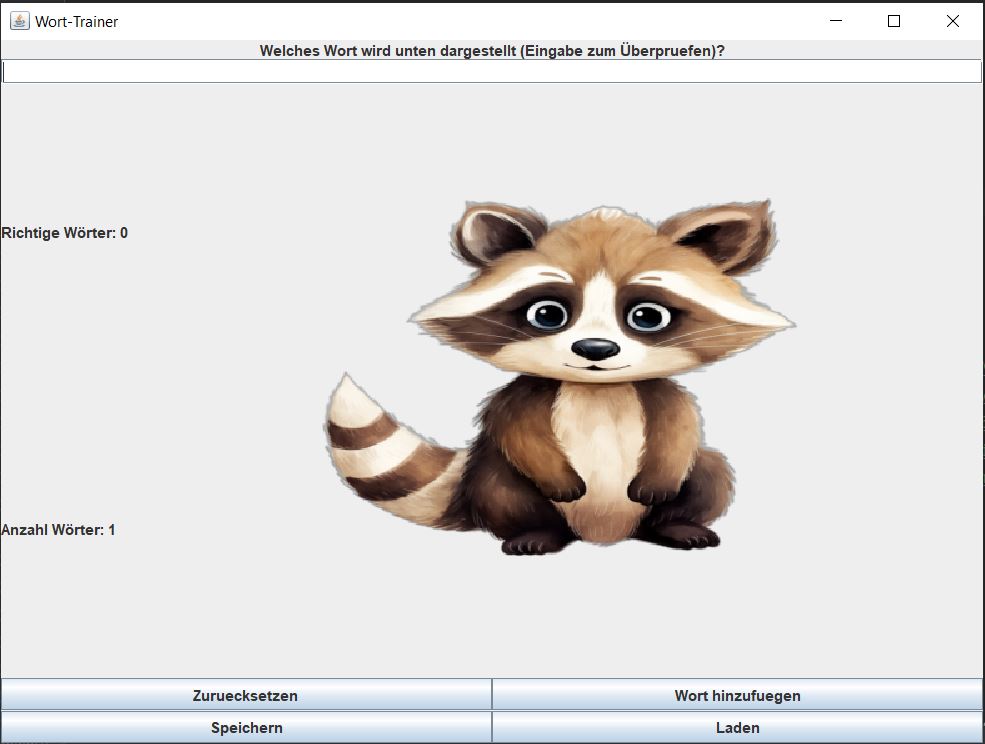 Wort-Trainer
Welches Wort wird unten dargestellt (Eingabe zum Überpruefen)?
Richtige Wörter: 0
Anzahl Wörter: 1
Zuruecksetzen
Wort hinzufuegen
Speichern
Laden